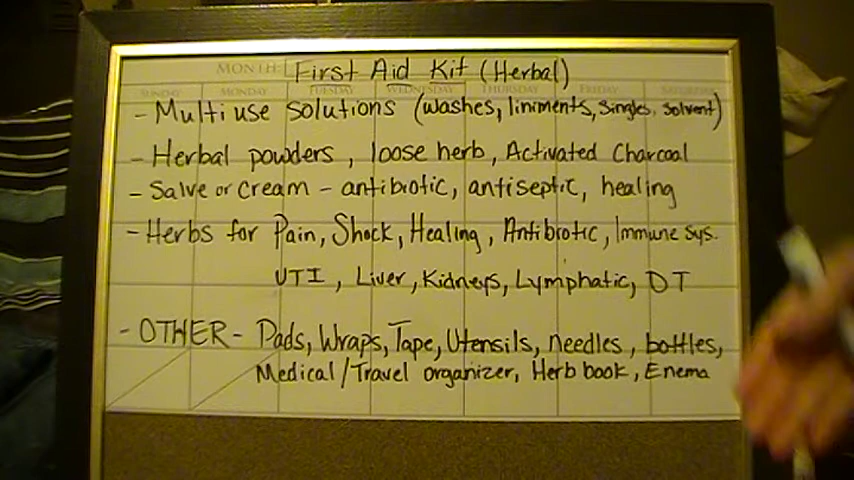 MONTH: First Aid Kit (Herbal)
SUNDAY MONDAY TUESDAY WEDNESDAY THURSDAY FRIDAY SATURDAY
- Multi use solutions (washes, liniments, singles, solvent)
- Herbal powders, loose herb, Activated Charcoal
- Salve or Cream - antibiotic, antiseptic, healing
- Herbs for Pain, Shock, Healing, Antibiotic, Immune Sys.
UTI, Liver, Kidneys, Lymphatic, DT
- OTHER - Pads, Wraps, Tape, Utensils, needles, bottles,
Medical/Travel organizer, Herb book, Enema